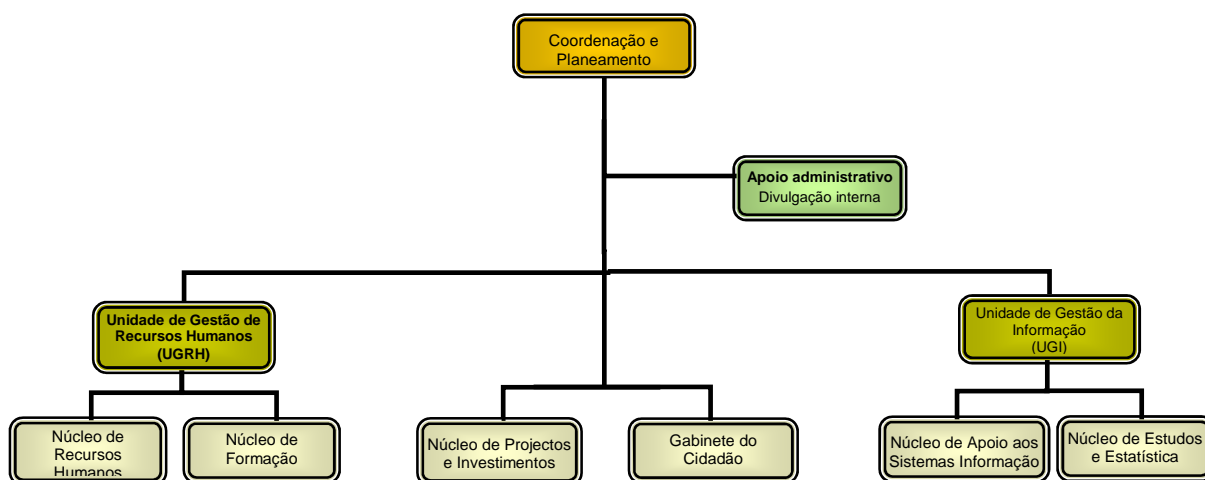 Coordenação e
Planeamento
Apoio administrativo
Divulgação interna
Unidade de Gestão de
Recursos Humanos
(UGRH)
Unidade de Gestão da
Informação
(UGI)
Núcleo de
Recursos
Humanos
Núcleo de
Formação
Núcleo de Projectos
e Investimentos
Gabinete do
Cidadão
Núcleo de Apoio aos
Sistemas Informação
Núcleo de Estudos
e Estatística